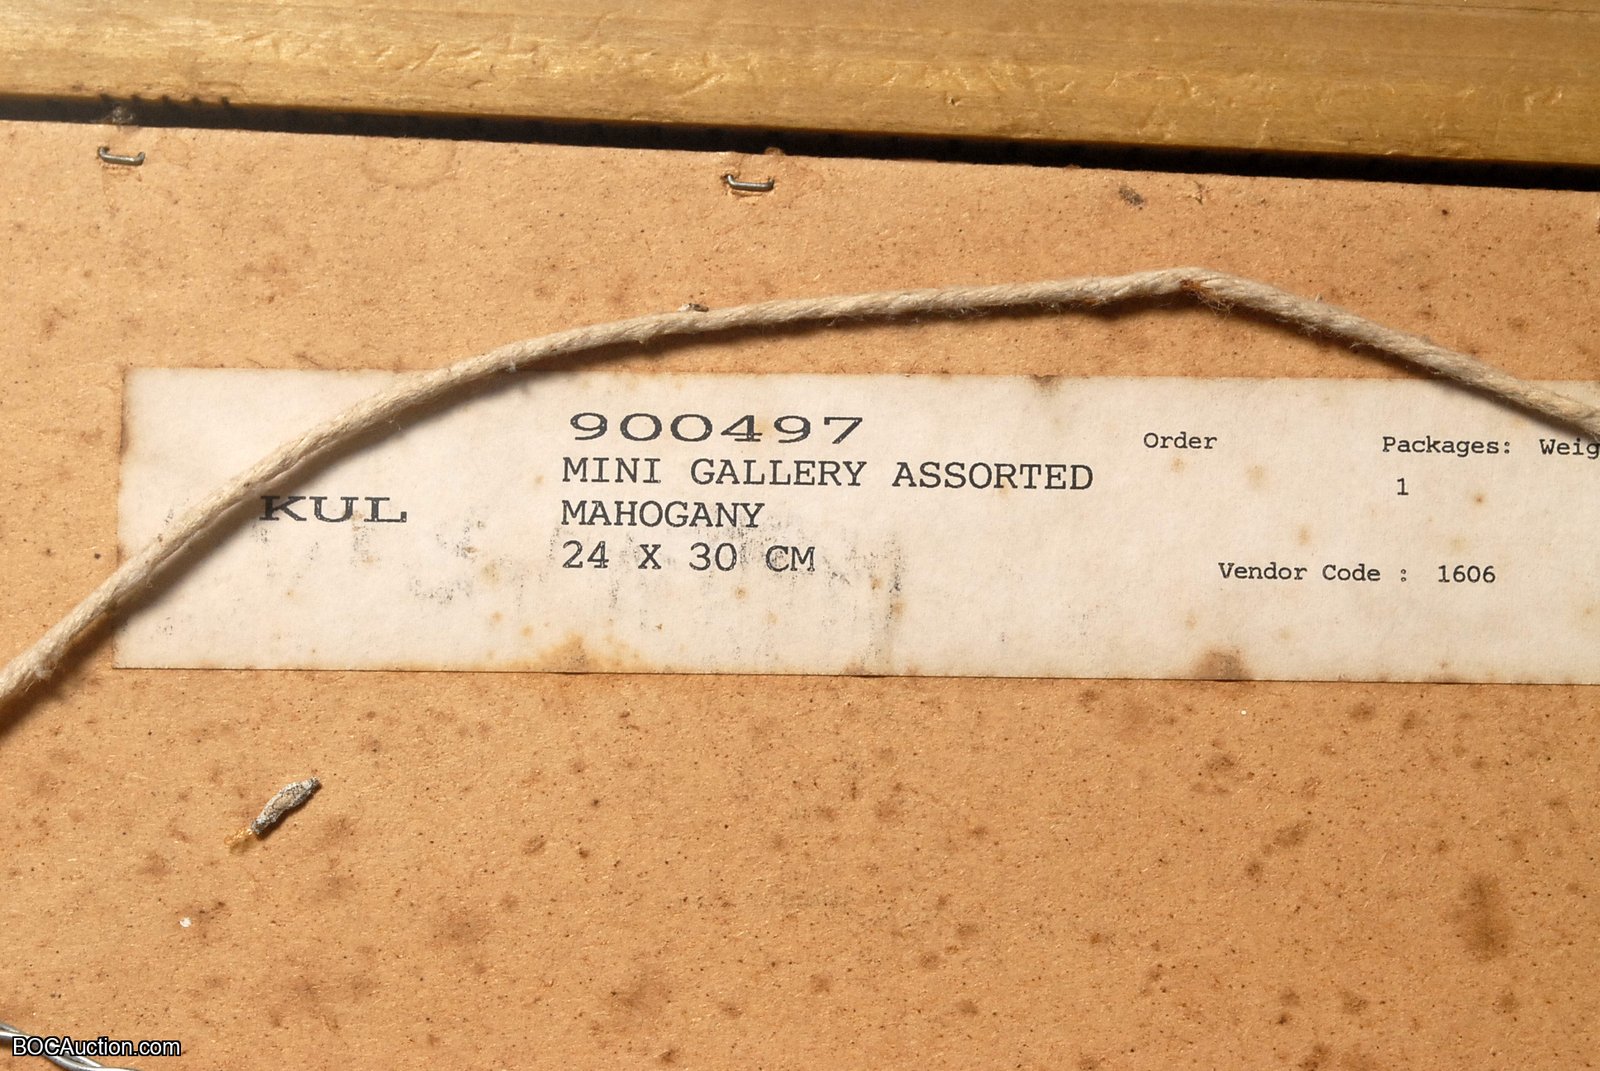 900497
MINI GALLERY ASSORTED
MAHOGANY
24 X 30 CM
KUL
Order
Packages:
1
Vendor Code : 1606
BOCAuction.com